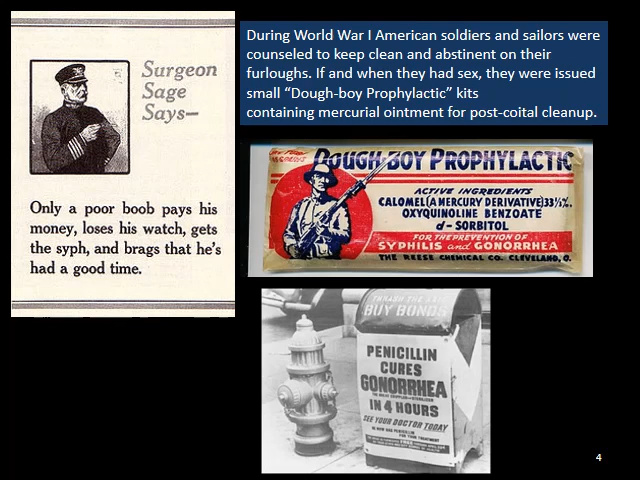 Surgeon
Sage
Says—
Only a poor boob pays his
money, loses his watch, gets
the syph, and brags that he's
had a good time.
During World War I American soldiers and sailors were
counseled to keep clean and abstinent on their
furloughs. If and when they had sex, they were issued
small “Dough-boy Prophylactic” kits
containing mercurial ointment for post-coital cleanup.
DOUGH-BOY PROPHYLACTIC
ACTIVE INGREDIENTS
CALOMEL (A MERCURY DERIVATIVE) 33⅓%.
OXYQUINOLINE BENZOATE
d-SORBITOL
FOR THE PREVENTION OF
SYPHILIS and GONORRHEA
THE REESE CHEMICAL CO. CLEVELAND, O.
BUY BONDS
PENICILLIN
CURES
GONORRHEA
IN 4 HOURS
SEE YOUR DOCTOR TODAY
4